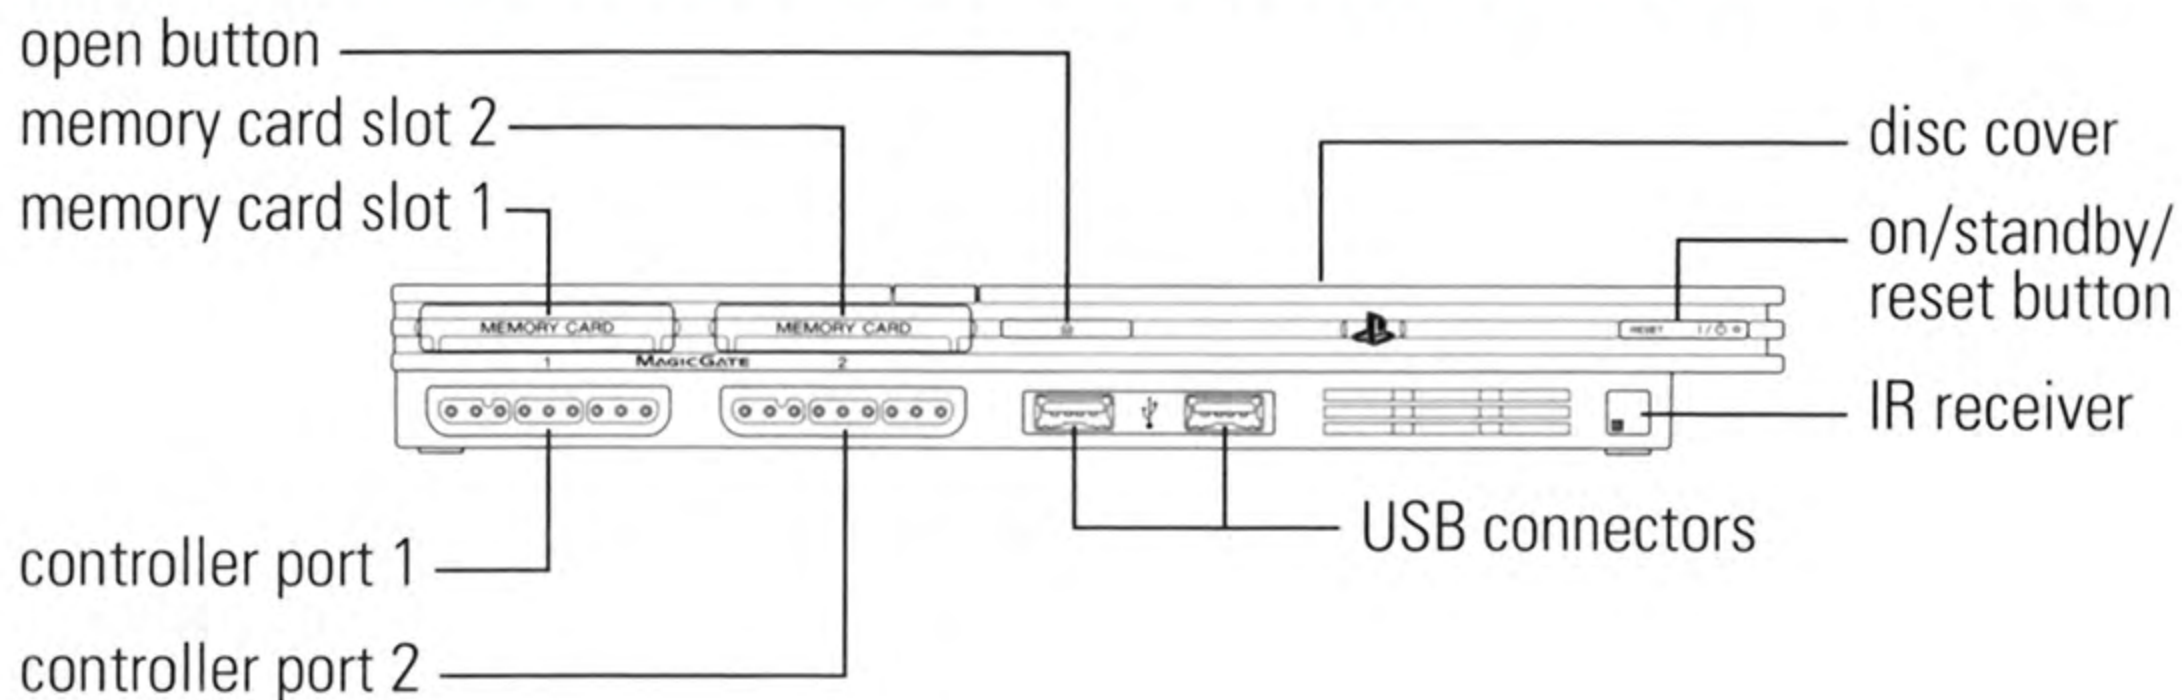 open button
memory card slot 2
memory card slot 1
disc cover
on/standby/
reset button
MEMORY CARD
MEMORY CARD
RESET
1
MAGICGATE
2
IR receiver
USB connectors
controller port 1
controller port 2